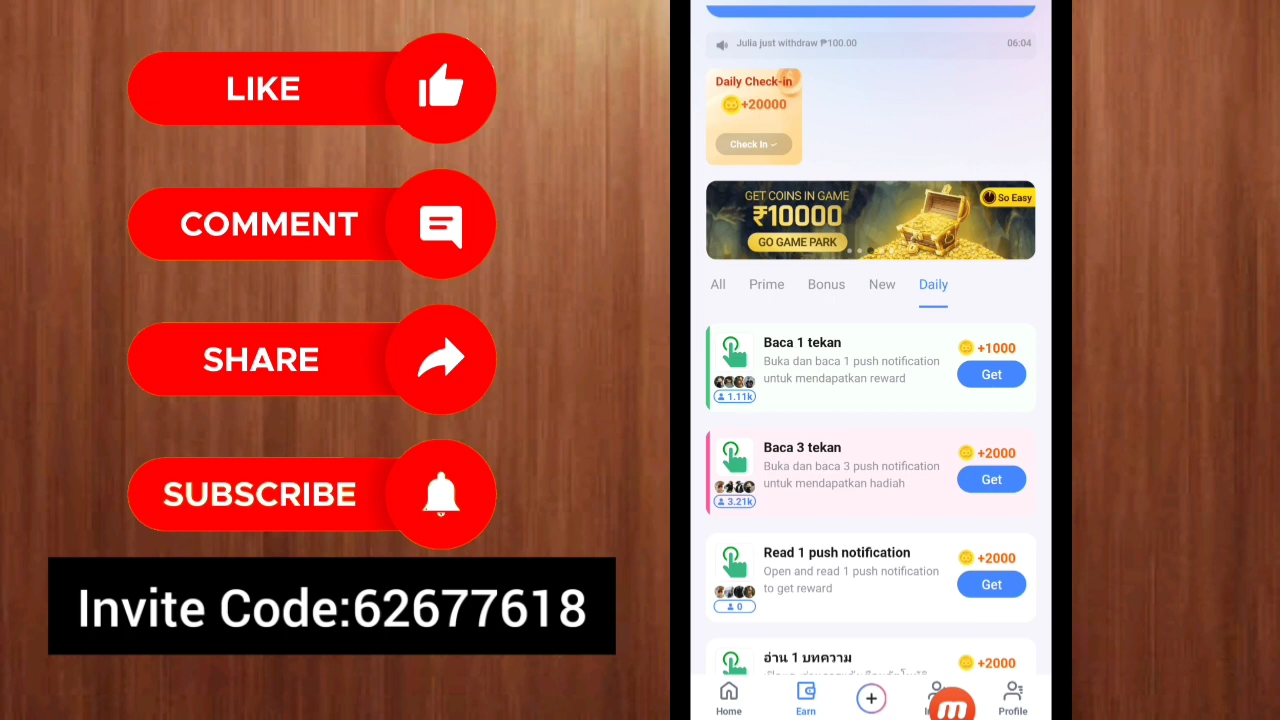 LIKE
COMMENT
SHARE
SUBSCRIBE
Invite Code:62677618
Julia just withdraw ₱100.00
06:04
Daily Check-in
+20000
Check In
GET COINS IN GAME
₹10000
GO GAME PARK
So Easy
All Prime Bonus New Daily
Baca 1 tekan
Buka dan baca 1 push notification
untuk mendapatkan reward
1.11k
+1000
Get
Baca 3 tekan
Buka dan baca 3 push notification
untuk mendapatkan hadiah
3.21k
+2000
Get
Read 1 push notification
Open and read 1 push notification
to get reward
0
+2000
Get
อ่าน 1 บทความ
+2000
Home Earn Profile